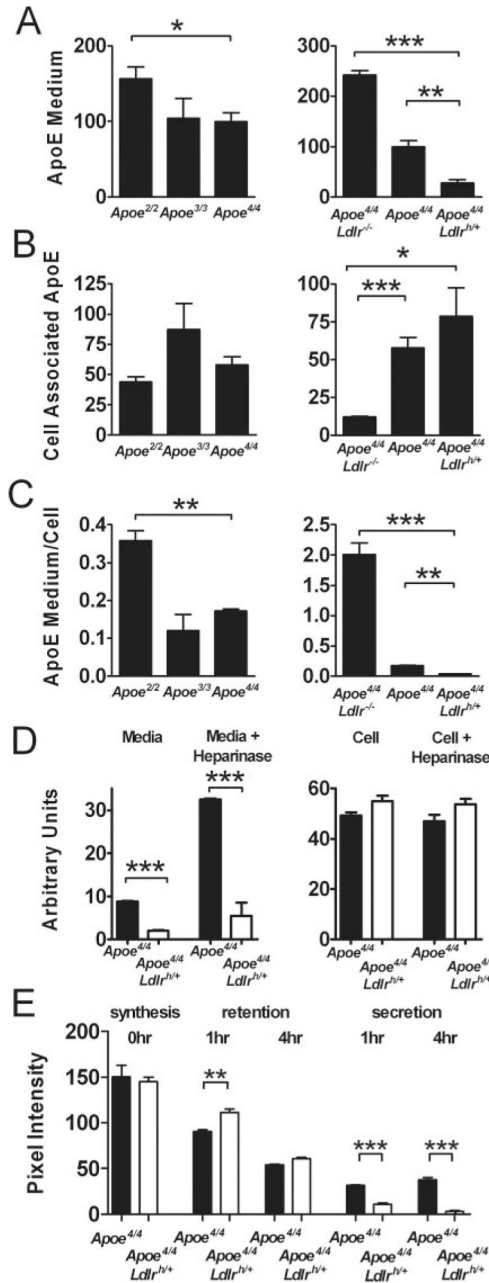 A
ApoE Medium
200
150
100
50
0
*
Apoe2/2 Apoe3/3 Apoe4/4
300
200
100
0
***
**
Apoe4/4 Apoe4/4 Apoe4/4
Ldlr-/- Ldlrh/+
B
Cell Associated ApoE
125
100
75
50
25
0
Apoe2/2 Apoe3/3 Apoe4/4
100
75
50
25
0
*
***
Apoe4/4 Apoe4/4 Apoe4/4
Ldlr-/- Ldlrh/+
C
ApoE Medium/Cell
0.4
0.3
0.2
0.1
0.0
**
Apoe2/2 Apoe3/3 Apoe4/4
2.5
2.0
1.5
1.0
0.5
0.0
***
**
Apoe4/4 Apoe4/4 Apoe4/4
Ldlr-/- Ldlrh/+
D
Media
Media +
Heparinase
Arbitrary Units
30
20
10
0
***
***
Apoe4/4 Apoe4/4
Apoe4/4 Apoe4/4
Ldlrh/+ Ldlrh/+
Cell
Cell +
Heparinase
60
40
20
0
Apoe4/4 Apoe4/4
Apoe4/4 Apoe4/4
Ldlrh/+ Ldlrh/+
E
synthesis retention secretion
0hr 1hr 4hr 1hr 4hr
Pixel Intensity
200
150
100
50
0
**
*** ***
Apoe4/4 Apoe4/4 Apoe4/4 Apoe4/4 Apoe4/4
Apoe4/4 Apoe4/4 Apoe4/4 Apoe4/4 Apoe4/4
Ldlrh/+ Ldlrh/+ Ldlrh/+ Ldlrh/+ Ldlrh/+